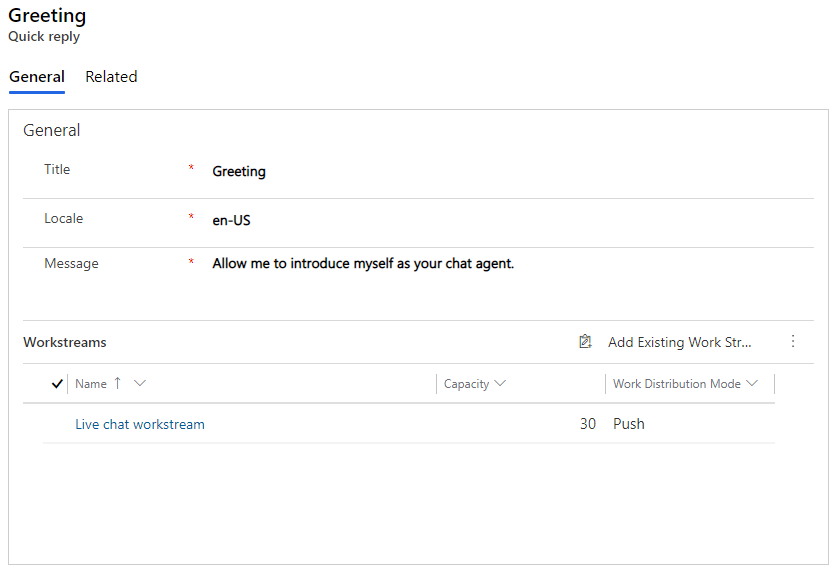 Greeting
Quick reply
General Related
General
Title * Greeting
Locale * en-US
Message * Allow me to introduce myself as your chat agent.
Workstreams Add Existing Work Str... ⋮
✓ Name ↑ Capacity Work Distribution Mode
Live chat workstream 30 Push